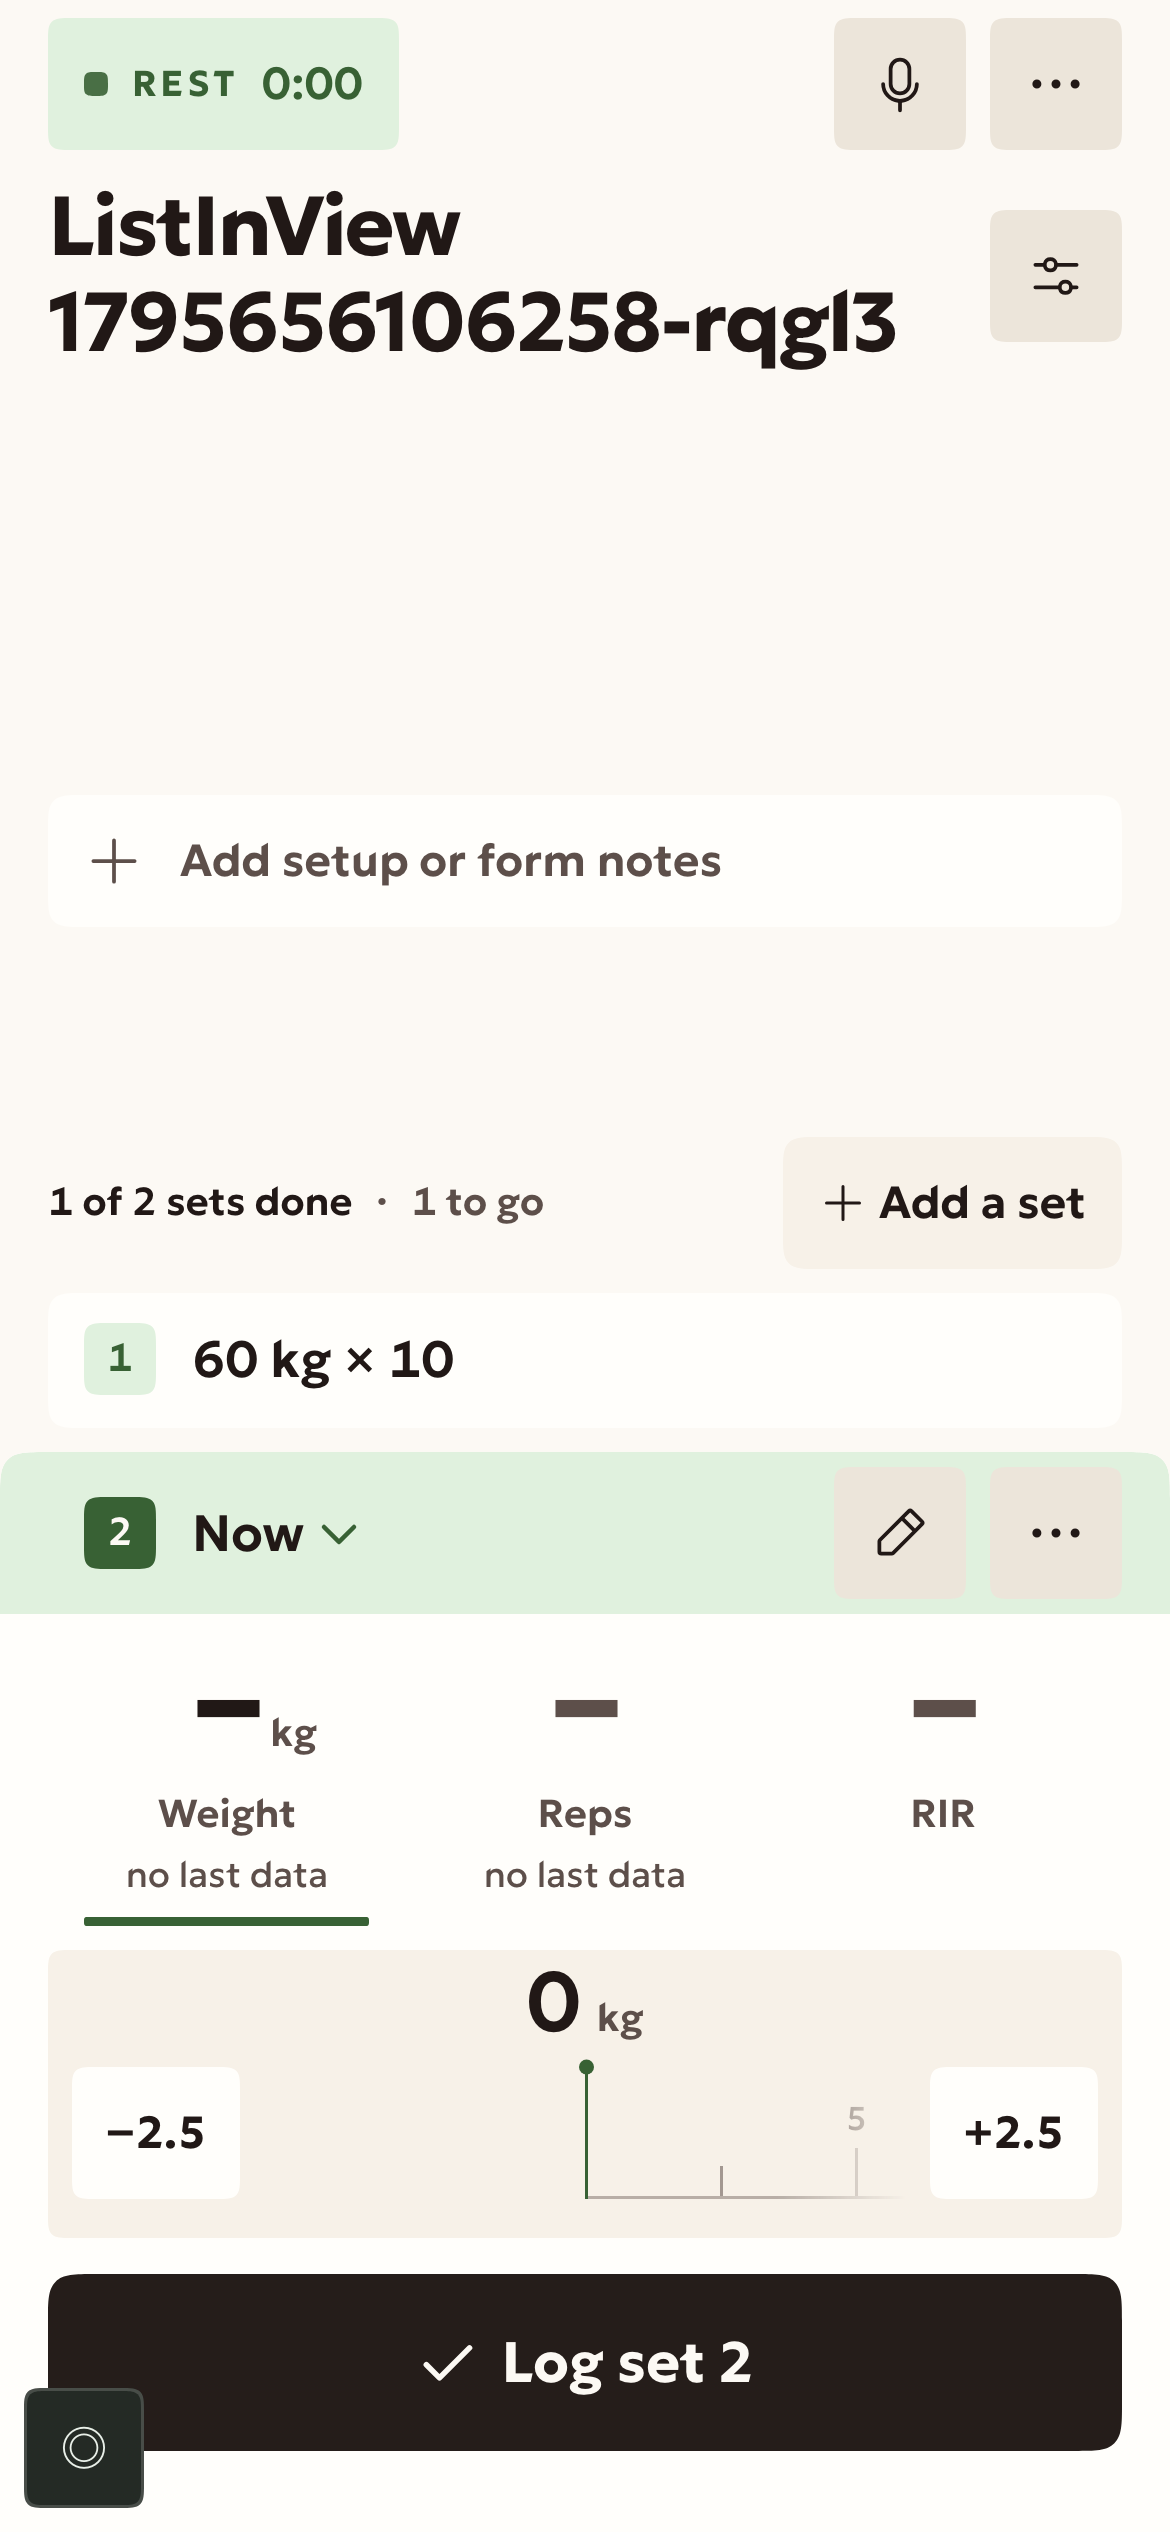 REST 0:00
ListInView
1795656106258-rqgl3
Add setup or form notes
1 of 2 sets done · 1 to go
+ Add a set
1 60 kg × 10
2 Now
– kg – –
Weight Reps RIR
no last data no last data
0 kg
5
−2.5 +2.5
Log set 2